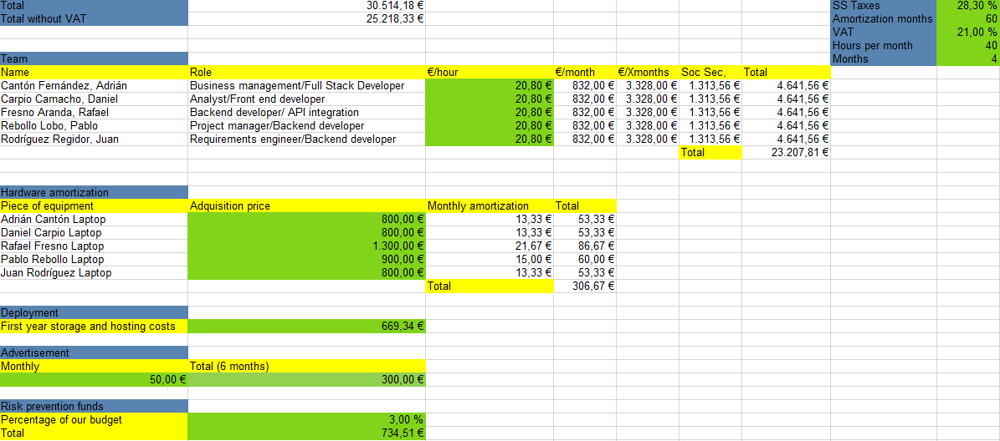 Total 30.514,18 € SS Taxes 28,30 %
Total without VAT 25.218,33 € Amortization months 60
VAT 21,00 %
Hours per month 40
Team Months 4
Name Role €/hour €/month €/Xmonths Soc Sec, Total
Cantón Fernández, Adrián Business management/Full Stack Developer 20,80 € 832,00 € 3.328,00 € 1.313,56 € 4.641,56 €
Carpio Camacho, Daniel Analyst/Front end developer 20,80 € 832,00 € 3.328,00 € 1.313,56 € 4.641,56 €
Fresno Aranda, Rafael Backend developer/ API integration 20,80 € 832,00 € 3.328,00 € 1.313,56 € 4.641,56 €
Rebollo Lobo, Pablo Project manager/Backend developer 20,80 € 832,00 € 3.328,00 € 1.313,56 € 4.641,56 €
Rodríguez Regidor, Juan Requirements engineer/Backend developer 20,80 € 832,00 € 3.328,00 € 1.313,56 € 4.641,56 €
Total 23.207,81 €
Hardware amortization
Piece of equipment Adquisition price Monthly amortization Total
Adrián Cantón Laptop 800,00 € 13,33 € 53,33 €
Daniel Carpio Laptop 800,00 € 13,33 € 53,33 €
Rafael Fresno Laptop 1.300,00 € 21,67 € 86,67 €
Pablo Rebollo Laptop 900,00 € 15,00 € 60,00 €
Juan Rodríguez Laptop 800,00 € 13,33 € 53,33 €
Total 306,67 €
Deployment
First year storage and hosting costs 669,34 €
Advertisement
Monthly Total (6 months)
50,00 € 300,00 €
Risk prevention funds
Percentage of our budget 3,00 %
Total 734,51 €